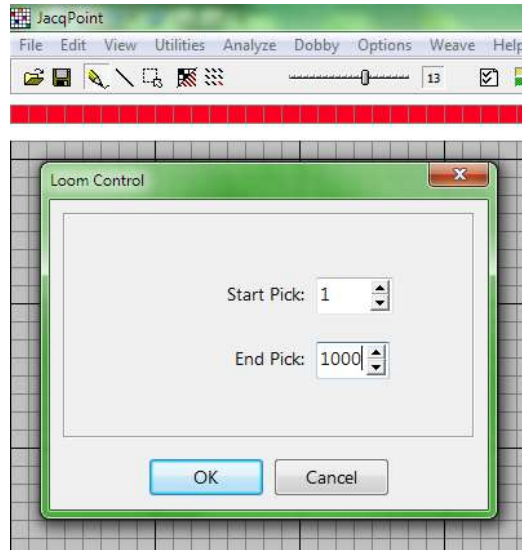 JacqPoint
File Edit View Utilities Analyze Dobby Options Weave Help
13
Loom Control
Start Pick: 1
End Pick: 1000
OK Cancel